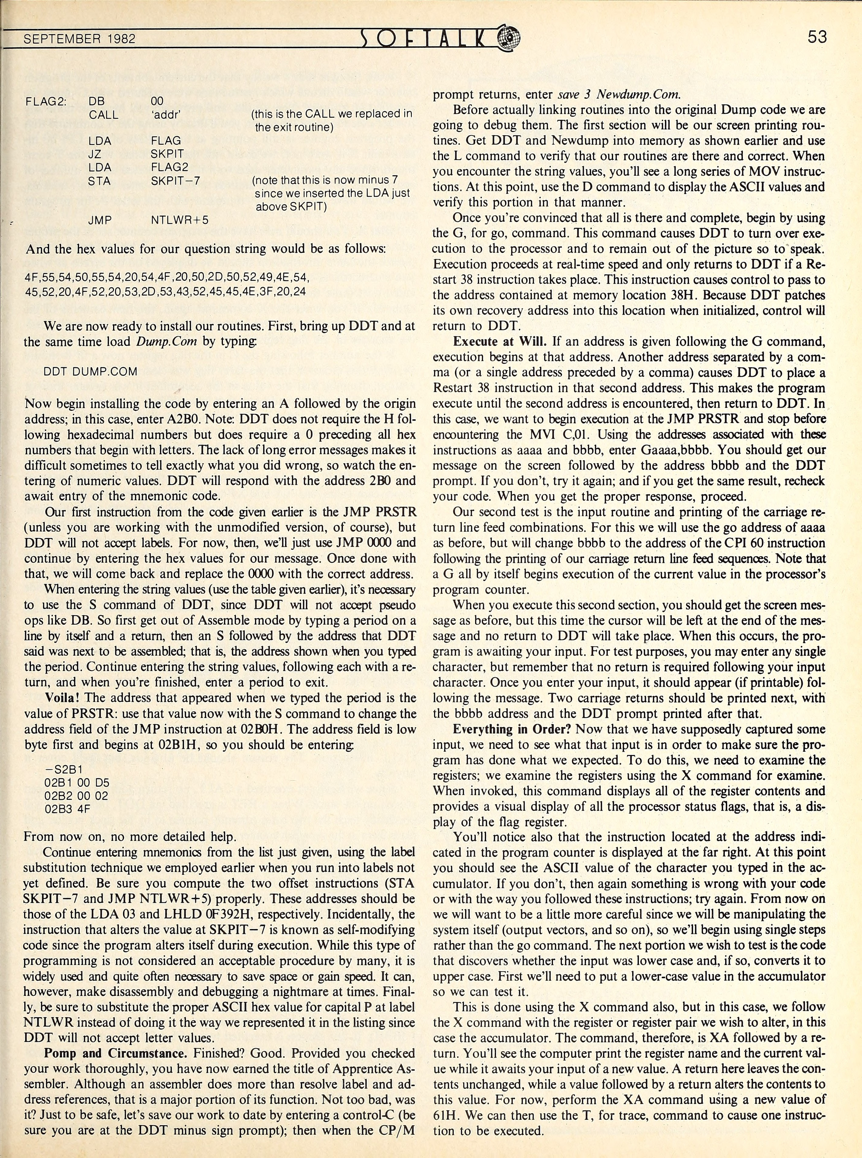 SEPTEMBER 1982
SOFTALK
53
FLAG2: DB 00
CALL 'addr' (this is the CALL we replaced in
the exit routine)
LDA FLAG
JZ SKPIT
LDA FLAG2
STA SKPIT−7 (note that this is now minus 7
since we inserted the LDA just
above SKPIT)
JMP NTLWR+5
And the hex values for our question string would be as follows:
4F,55,54,50,55,54,20,54,4F,20,50,2D,50,52,49,4E,54,
45,52,20,4F,52,20,53,2D,53,43,52,45,45,4E,3F,20,24
We are now ready to install our routines. First, bring up DDT and at
the same time load Dump.Com by typing:
DDT DUMP.COM
Now begin installing the code by entering an A followed by the origin
address; in this case, enter A2B0. Note: DDT does not require the H fol-
lowing hexadecimal numbers but does require a 0 preceding all hex
numbers that begin with letters. The lack of long error messages makes it
difficult sometimes to tell exactly what you did wrong, so watch the en-
tering of numeric values. DDT will respond with the address 2B0 and
await entry of the mnemonic code.
Our first instruction from the code given earlier is the JMP PRSTR
(unless you are working with the unmodified version, of course), but
DDT will not accept labels. For now, then, we'll just use JMP 0000 and
continue by entering the hex values for our message. Once done with
that, we will come back and replace the 0000 with the correct address.
When entering the string values (use the table given earlier), it's necessary
to use the S command of DDT, since DDT will not accept pseudo
ops like DB. So first get out of Assemble mode by typing a period on a
line by itself and a return, then an S followed by the address that DDT
said was next to be assembled; that is, the address shown when you typed
the period. Continue entering the string values, following each with a re-
turn, and when you're finished, enter a period to exit.
Voila! The address that appeared when we typed the period is the
value of PRSTR: use that value now with the S command to change the
address field of the JMP instruction at 02B0H. The address field is low
byte first and begins at 02B1H, so you should be entering:
−S2B1
02B1 00 D5
02B2 00 02
02B3 4F
From now on, no more detailed help.
Continue entering mnemonics from the list just given, using the label
substitution technique we employed earlier when you run into labels not
yet defined. Be sure you compute the two offset instructions (STA
SKPIT−7 and JMP NTLWR+5) properly. These addresses should be
those of the LDA 03 and LHLD 0F392H, respectively. Incidentally, the
instruction that alters the value at SKPIT−7 is known as self-modifying
code since the program alters itself during execution. While this type of
programming is not considered an acceptable procedure by many, it is
widely used and quite often necessary to save space or gain speed. It can,
however, make disassembly and debugging a nightmare at times. Final-
ly, be sure to substitute the proper ASCII hex value for capital P at label
NTLWR instead of doing it the way we represented it in the listing since
DDT will not accept letter values.
Pomp and Circumstance. Finished? Good. Provided you checked
your work thoroughly, you have now earned the title of Apprentice As-
sembler. Although an assembler does more than resolve label and ad-
dress references, that is a major portion of its function. Not too bad, was
it? Just to be safe, let's save our work to date by entering a control-C (be
sure you are at the DDT minus sign prompt); then when the CP/M
prompt returns, enter save 3 Newdump.Com.
Before actually linking routines into the original Dump code we are
going to debug them. The first section will be our screen printing rou-
tines. Get DDT and Newdump into memory as shown earlier and use
the L command to verify that our routines are there and correct. When
you encounter the string values, you'll see a long series of MOV instruc-
tions. At this point, use the D command to display the ASCII values and
verify this portion in that manner.
Once you're convinced that all is there and complete, begin by using
the G, for go, command. This command causes DDT to turn over exe-
cution to the processor and to remain out of the picture so to speak.
Execution proceeds at real-time speed and only returns to DDT if a Re-
start 38 instruction takes place. This instruction causes control to pass to
the address contained at memory location 38H. Because DDT patches
its own recovery address into this location when initialized, control will
return to DDT.
Execute at Will. If an address is given following the G command,
execution begins at that address. Another address separated by a com-
ma (or a single address preceded by a comma) causes DDT to place a
Restart 38 instruction in that second address. This makes the program
execute until the second address is encountered, then return to DDT. In
this case, we want to begin execution at the JMP PRSTR and stop before
encountering the MVI C,01. Using the addresses associated with these
instructions as aaaa and bbbb, enter Gaaaa,bbbb. You should get our
message on the screen followed by the address bbbb and the DDT
prompt. If you don't, try it again; and if you get the same result, recheck
your code. When you get the proper response, proceed.
Our second test is the input routine and printing of the carriage re-
turn line feed combinations. For this we will use the go address of aaaa
as before, but will change bbbb to the address of the CPI 60 instruction
following the printing of our carriage return line feed sequences. Note that
a G all by itself begins execution of the current value in the processor's
program counter.
When you execute this second section, you should get the screen mes-
sage as before, but this time the cursor will be left at the end of the mes-
sage and no return to DDT will take place. When this occurs, the pro-
gram is awaiting your input. For test purposes, you may enter any single
character, but remember that no return is required following your input
character. Once you enter your input, it should appear (if printable) fol-
lowing the message. Two carriage returns should be printed next, with
the bbbb address and the DDT prompt printed after that.
Everything in Order? Now that we have supposedly captured some
input, we need to see what that input is in order to make sure the pro-
gram has done what we expected. To do this, we need to examine the
registers; we examine the registers using the X command for examine.
When invoked, this command displays all of the register contents and
provides a visual display of all the processor status flags, that is, a dis-
play of the flag register.
You'll notice also that the instruction located at the address indi-
cated in the program counter is displayed at the far right. At this point
you should see the ASCII value of the character you typed in the ac-
cumulator. If you don't, then again something is wrong with your code
or with the way you followed these instructions; try again. From now on
we will want to be a little more careful since we will be manipulating the
system itself (output vectors, and so on), so we'll begin using single steps
rather than the go command. The next portion we wish to test is the code
that discovers whether the input was lower case and, if so, converts it to
upper case. First we'll need to put a lower-case value in the accumulator
so we can test it.
This is done using the X command also, but in this case, we follow
the X command with the register or register pair we wish to alter, in this
case the accumulator. The command, therefore, is XA followed by a re-
turn. You'll see the computer print the register name and the current val-
ue while it awaits your input of a new value. A return here leaves the con-
tents unchanged, while a value followed by a return alters the contents to
this value. For now, perform the XA command using a new value of
61H. We can then use the T, for trace, command to cause one instruc-
tion to be executed.